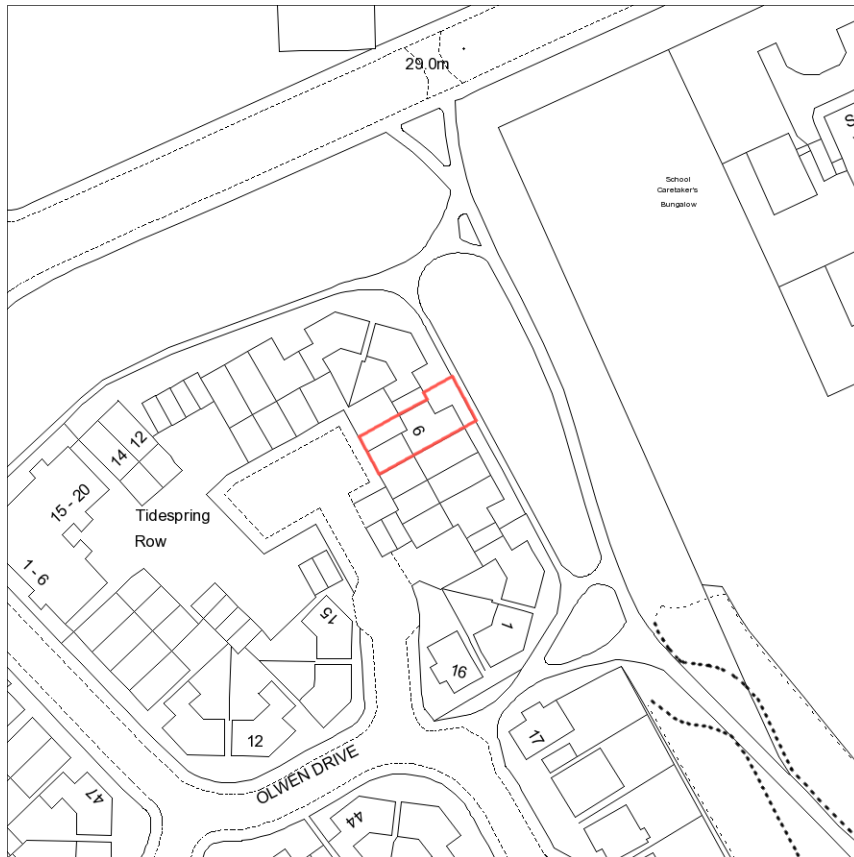 29.0m
School
Caretaker's
Bungalow
S
6
14 12
15 - 20
Tidespring
Row
1 - 6
15
1
16
12
17
OLWEN DRIVE
47
44